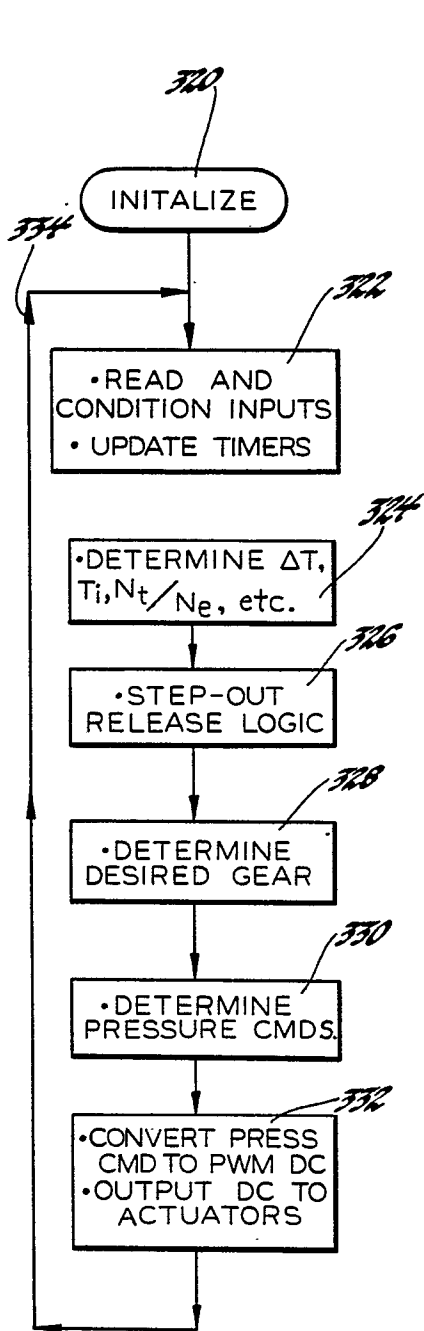 320
INITALIZE
334
322
•READ AND
CONDITION INPUTS
• UPDATE TIMERS
324
•DETERMINE ΔT,
Ti, Nt/Ne, etc.
326
•STEP-OUT
RELEASE LOGIC
328
•DETERMINE
DESIRED GEAR
330
•DETERMINE
PRESSURE CMDS.
332
•CONVERT PRESS
CMD TO PWM DC
•OUTPUT DC TO
ACTUATORS